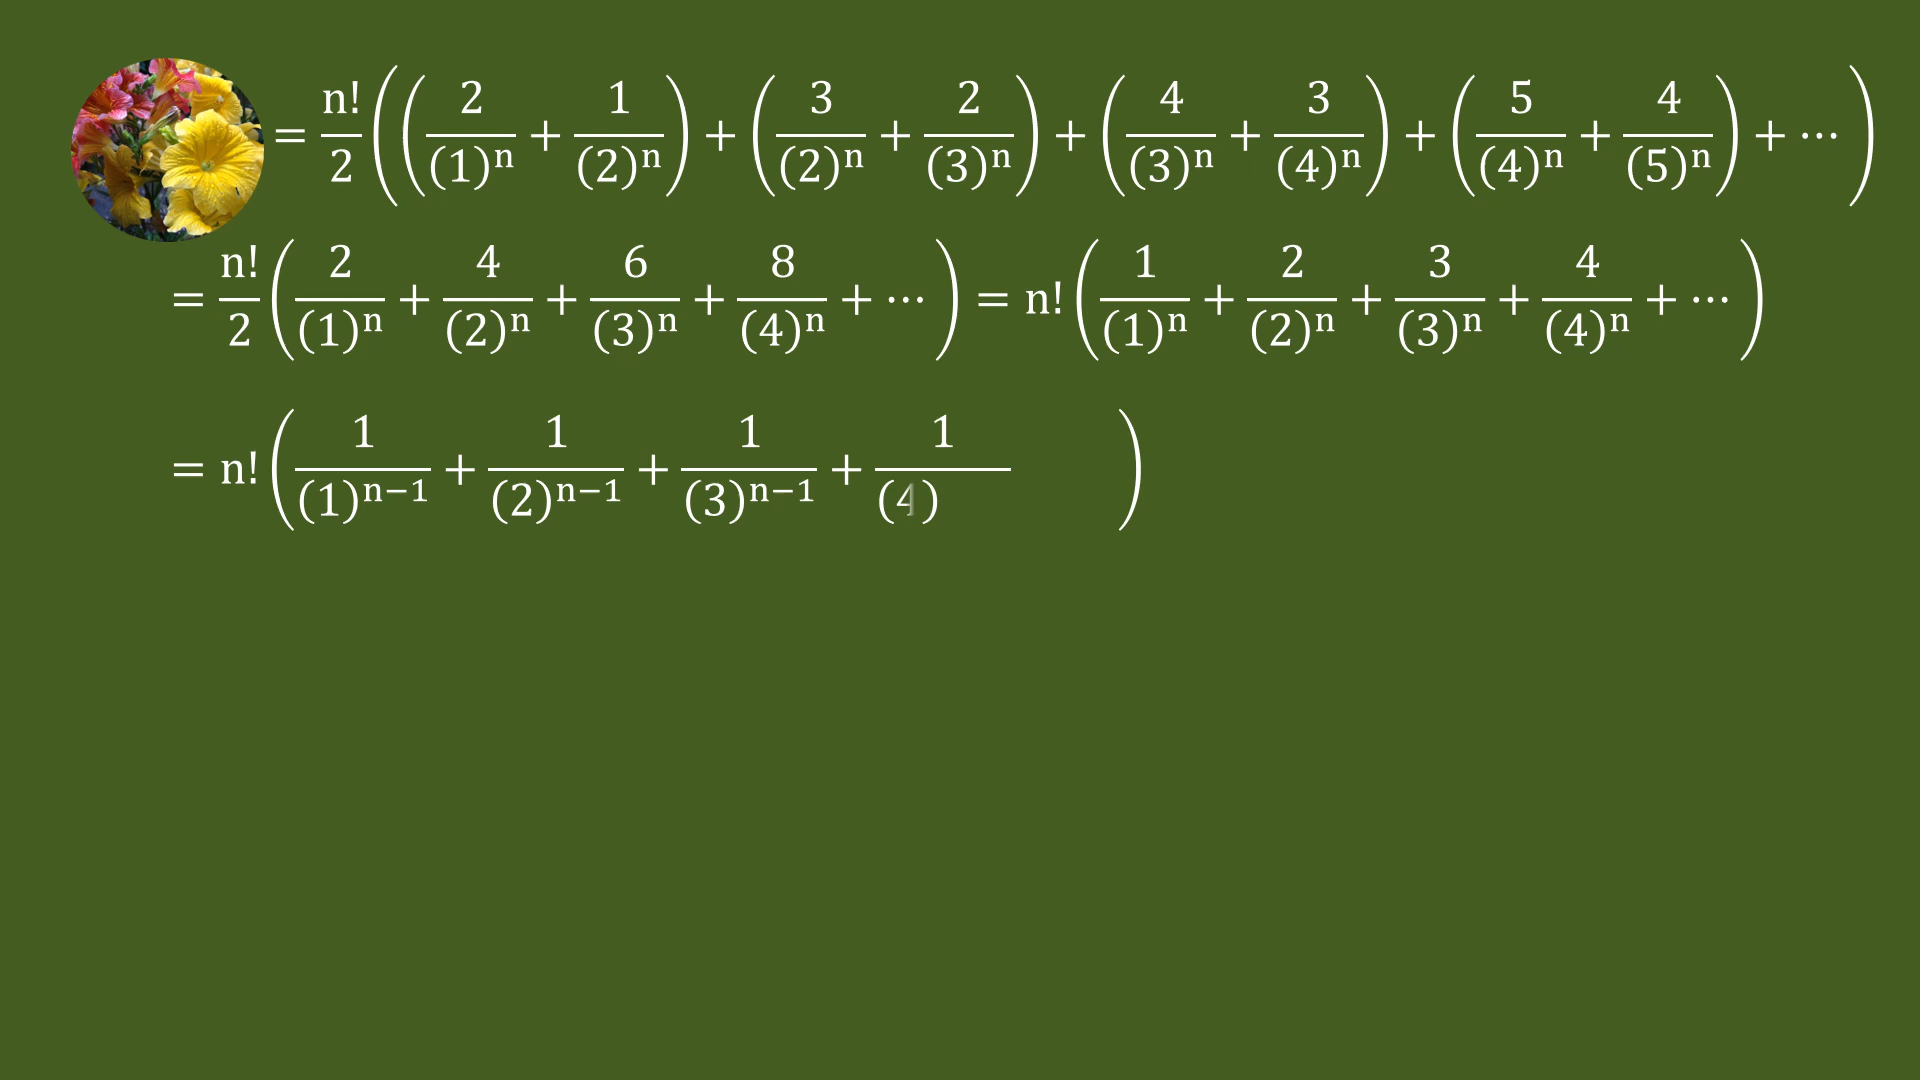 = n!/2 ((2/(1)^n + 1/(2)^n) + (3/(2)^n + 2/(3)^n) + (4/(3)^n + 3/(4)^n) + (5/(4)^n + 4/(5)^n) + ⋯)
= n!/2 (2/(1)^n + 4/(2)^n + 6/(3)^n + 8/(4)^n + ⋯) = n! (1/(1)^n + 2/(2)^n + 3/(3)^n + 4/(4)^n + ⋯)
= n! (1/(1)^(n−1) + 1/(2)^(n−1) + 1/(3)^(n−1) + 1/(4))